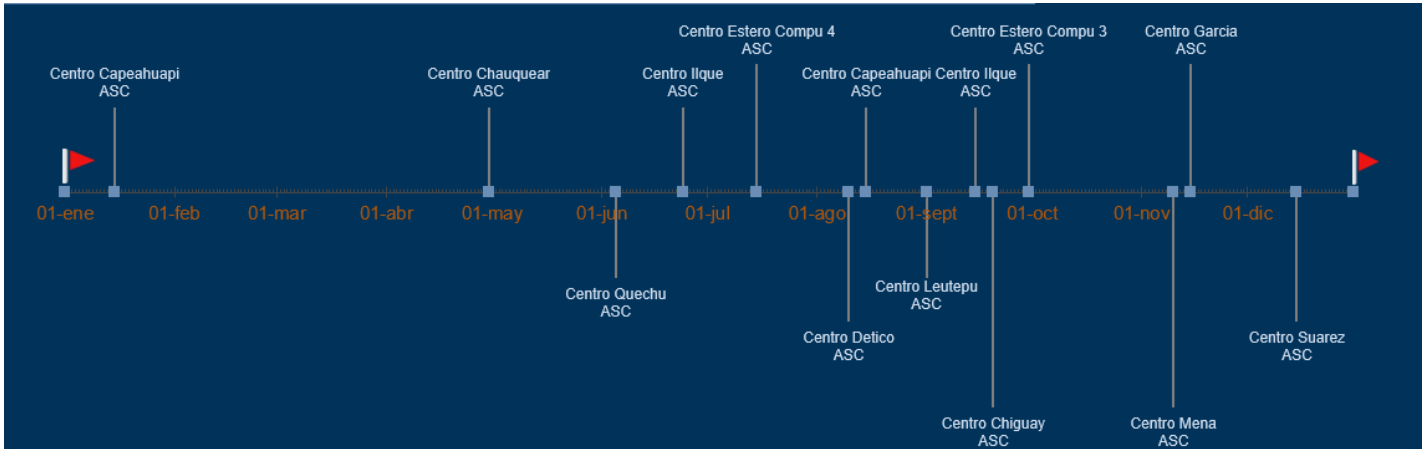 Centro Estero Compu 4
ASC
Centro Estero Compu 3
ASC
Centro Garcia
ASC
Centro Capeahuapi
ASC
Centro Chauquear
ASC
Centro Ilque
ASC
Centro Capeahuapi
ASC
Centro Ilque
ASC
01-ene
01-feb
01-mar
01-abr
01-may
01-jun
01-jul
01-ago
01-sept
01-oct
01-nov
01-dic
Centro Quechu
ASC
Centro Leutepu
ASC
Centro Detico
ASC
Centro Suarez
ASC
Centro Chiguay
ASC
Centro Mena
ASC